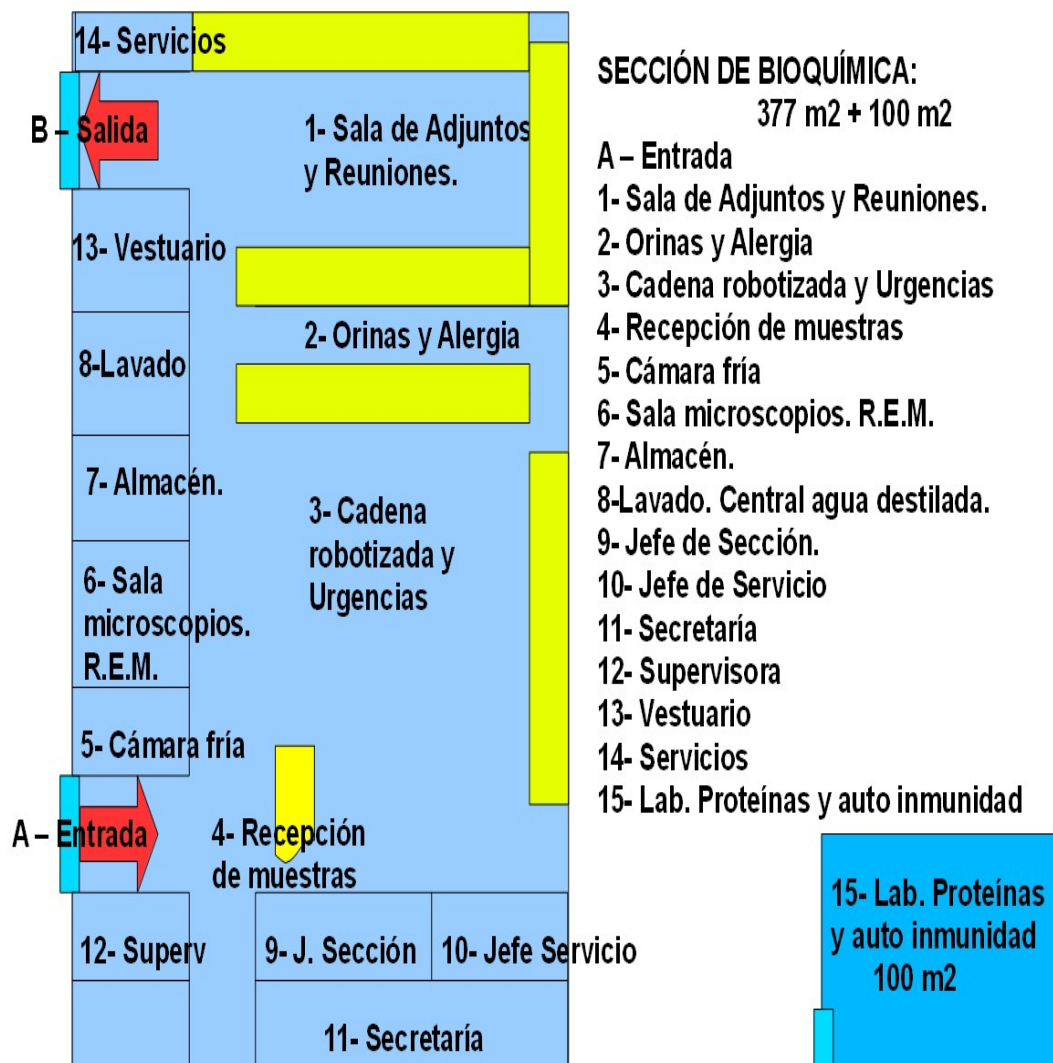 14- Servicios
B – Salida
1- Sala de Adjuntos
y Reuniones.
13- Vestuario
2- Orinas y Alergia
8-Lavado
7- Almacén.
3- Cadena
robotizada y
Urgencias
6- Sala
microscopios.
R.E.M.
5- Cámara fría
A – Entrada
4- Recepción
de muestras
12- Superv
9- J. Sección
10- Jefe Servicio
11- Secretaría
SECCIÓN DE BIOQUÍMICA:
377 m2 + 100 m2
A – Entrada
1- Sala de Adjuntos y Reuniones.
2- Orinas y Alergia
3- Cadena robotizada y Urgencias
4- Recepción de muestras
5- Cámara fría
6- Sala microscopios. R.E.M.
7- Almacén.
8-Lavado. Central agua destilada.
9- Jefe de Sección.
10- Jefe de Servicio
11- Secretaría
12- Supervisora
13- Vestuario
14- Servicios
15- Lab. Proteínas y auto inmunidad
15- Lab. Proteínas
y auto inmunidad
100 m2